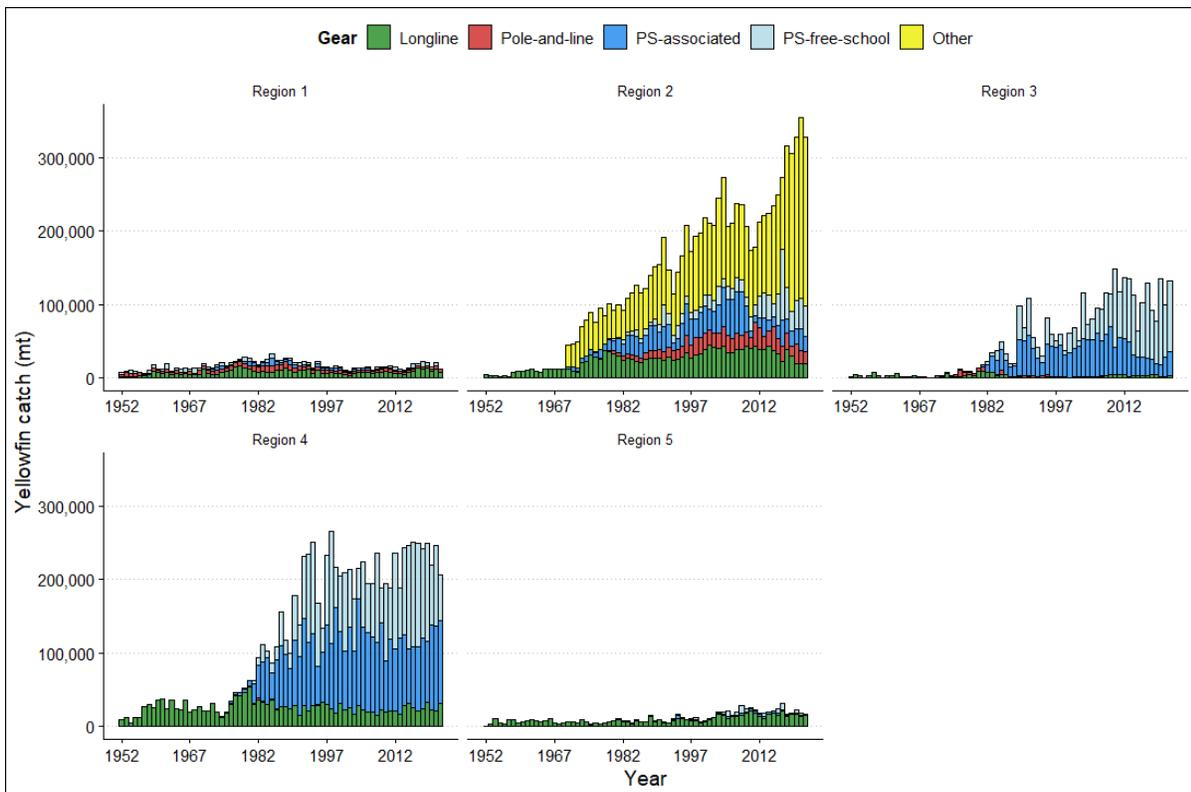 Gear Longline Pole-and-line PS-associated PS-free-school Other
Region 1 Region 2 Region 3
300,000
200,000
100,000
0
1952 1967 1982 1997 2012 1952 1967 1982 1997 2012 1952 1967 1982 1997 2012
Yellowfin catch (mt)
Region 4 Region 5
300,000
200,000
100,000
0
1952 1967 1982 1997 2012 1952 1967 1982 1997 2012
Year